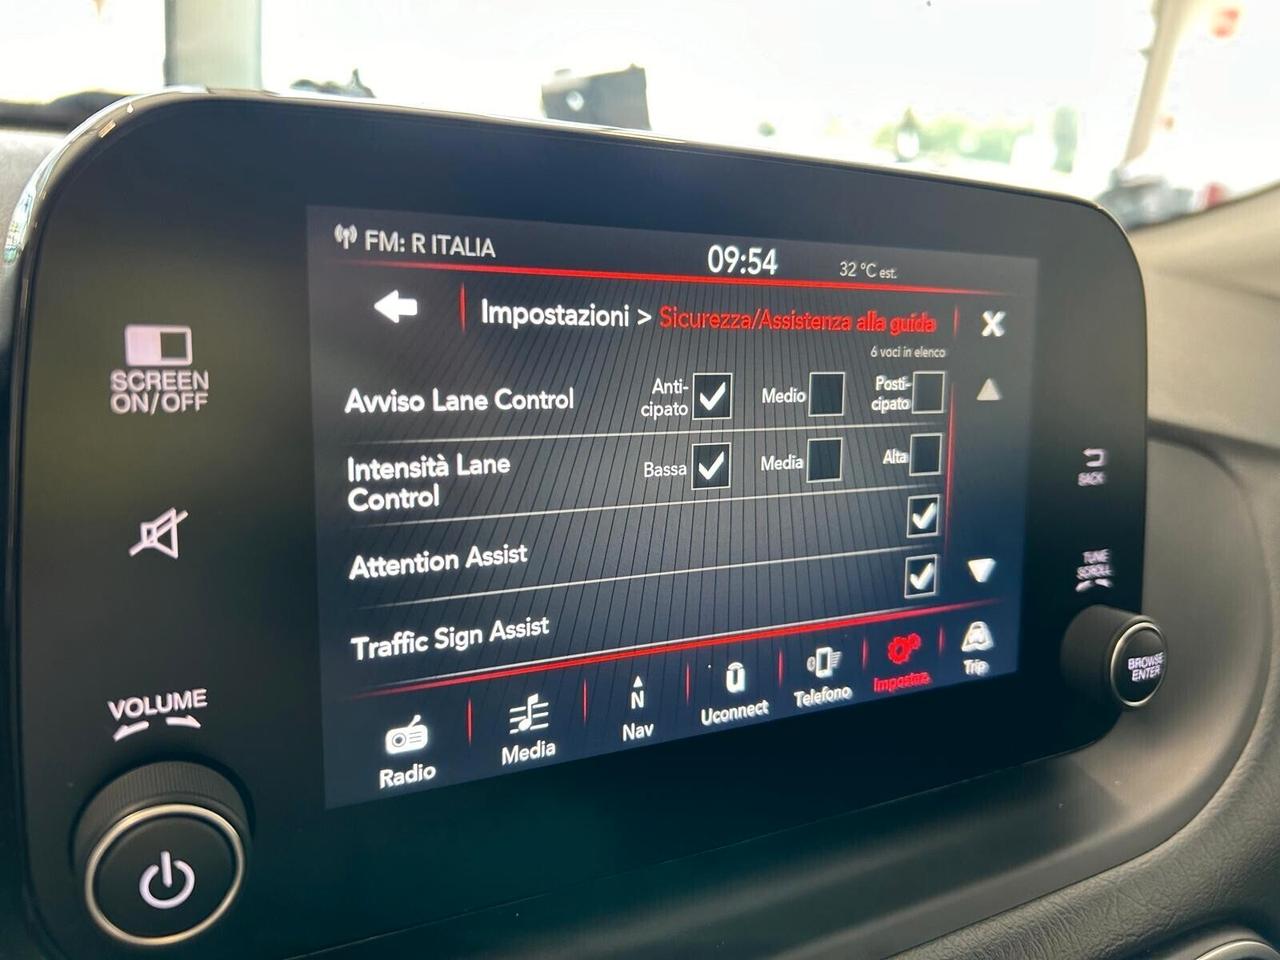 FM: R ITALIA 09:54 32 °C est.
Impostazioni > Sicurezza/Assistenza alla guida
6 voci in elenco
Avviso Lane Control Anti-
cipato Medio Posti-
cipato
Intensità Lane
Control Bassa Media Alta
Attention Assist
Traffic Sign Assist
Radio Media N Nav Uconnect Telefono Impostaz. Trip
SCREEN
ON/OFF
VOLUME
BACK
TUNE
SCROLL
BROWSE
ENTER